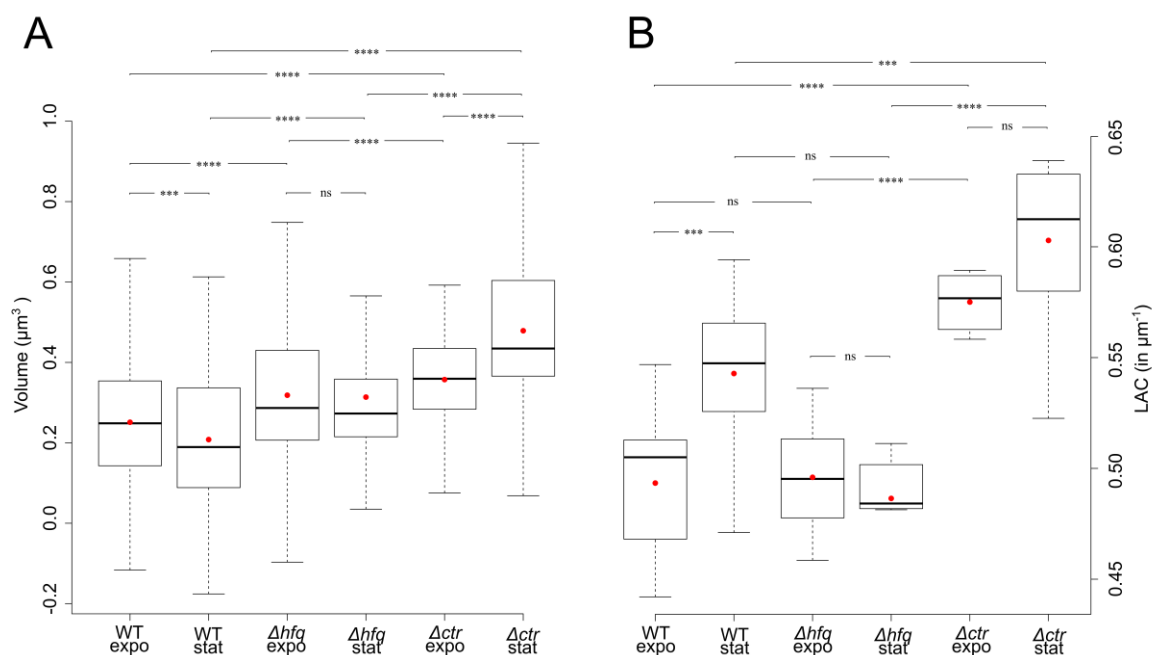 A
B
****
****
****
****
****
****
****
***
ns
***
****
****
ns
ns
****
ns
***
ns
1.0
0.8
0.6
0.4
0.2
0.0
-0.2
Volume (µm³)
0.65
0.60
0.55
0.50
0.45
LAC (in µm⁻¹)
WT expo
WT stat
Δhfq expo
Δhfq stat
Δctr expo
Δctr stat
WT expo
WT stat
Δhfq expo
Δhfq stat
Δctr expo
Δctr stat